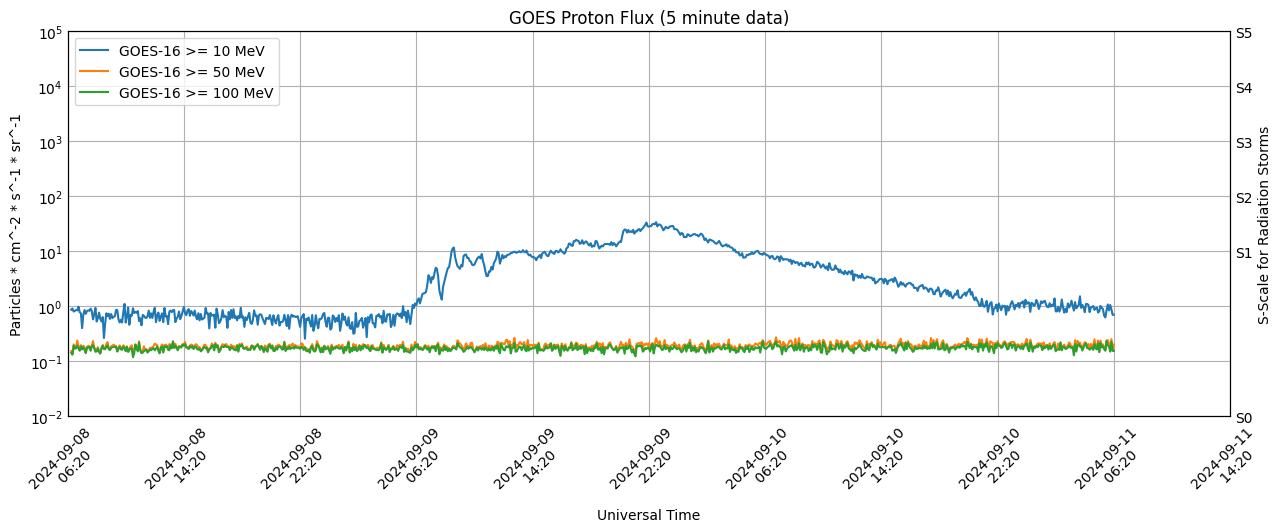 GOES Proton Flux (5 minute data)
GOES-16 >= 10 MeV
GOES-16 >= 50 MeV
GOES-16 >= 100 MeV
Particles * cm^-2 * s^-1 * sr^-1
10^5
10^4
10^3
10^2
10^1
10^0
10^-1
10^-2
S5
S4
S3
S2
S1
S0
S-Scale for Radiation Storms
2024-09-08
06:20
2024-09-08
14:20
2024-09-08
22:20
2024-09-09
06:20
2024-09-09
14:20
2024-09-09
22:20
2024-09-10
06:20
2024-09-10
14:20
2024-09-10
22:20
2024-09-11
06:20
2024-09-11
14:20
Universal Time